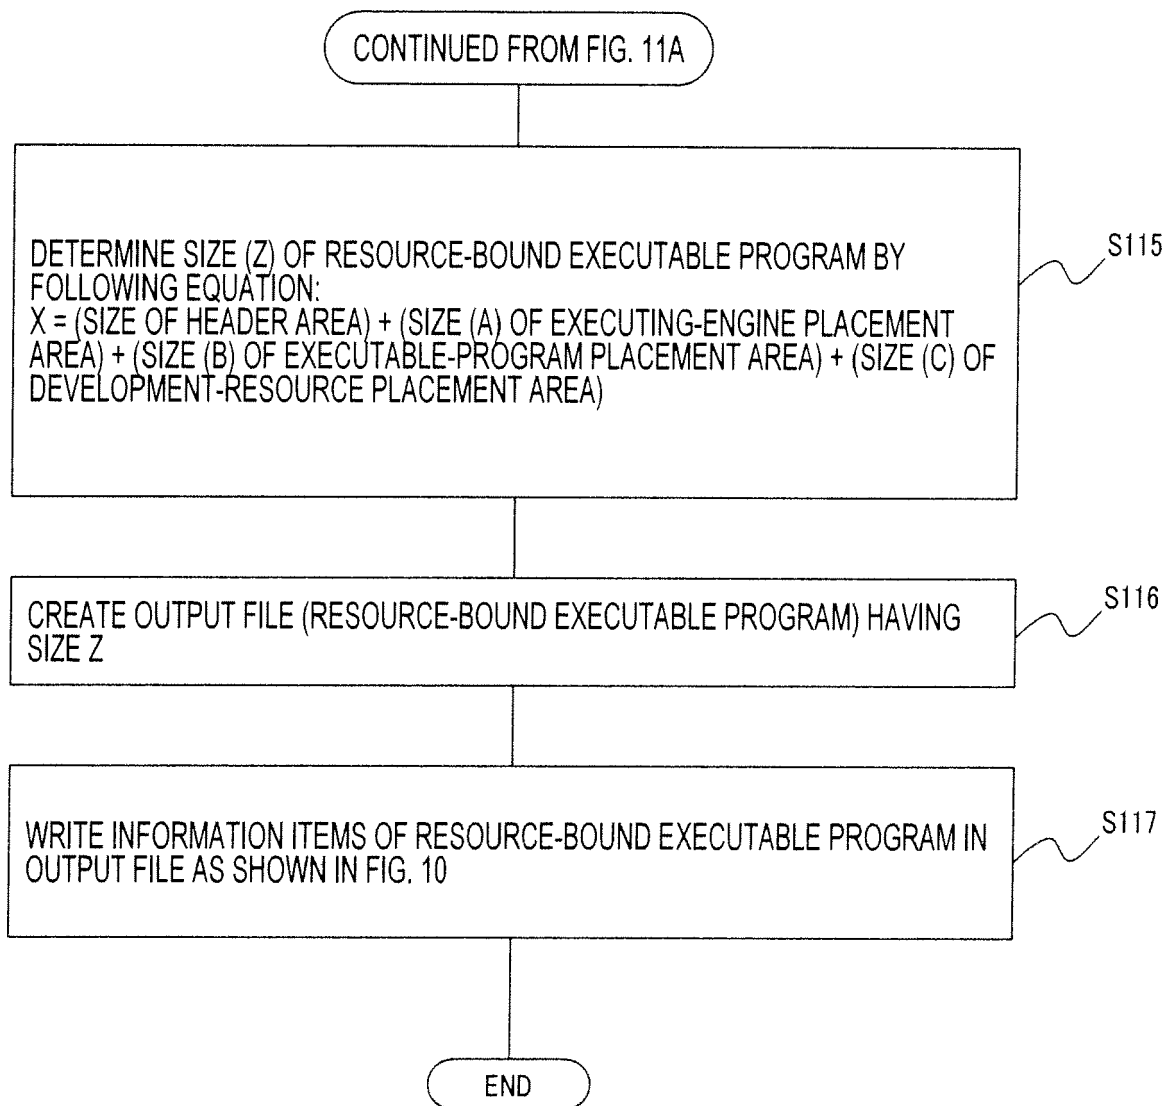 CONTINUED FROM FIG. 11A
DETERMINE SIZE (Z) OF RESOURCE-BOUND EXECUTABLE PROGRAM BY
FOLLOWING EQUATION:
X = (SIZE OF HEADER AREA) + (SIZE (A) OF EXECUTING-ENGINE PLACEMENT
AREA) + (SIZE (B) OF EXECUTABLE-PROGRAM PLACEMENT AREA) + (SIZE (C) OF
DEVELOPMENT-RESOURCE PLACEMENT AREA)
S115
CREATE OUTPUT FILE (RESOURCE-BOUND EXECUTABLE PROGRAM) HAVING
SIZE Z
S116
WRITE INFORMATION ITEMS OF RESOURCE-BOUND EXECUTABLE PROGRAM IN
OUTPUT FILE AS SHOWN IN FIG. 10
S117
END